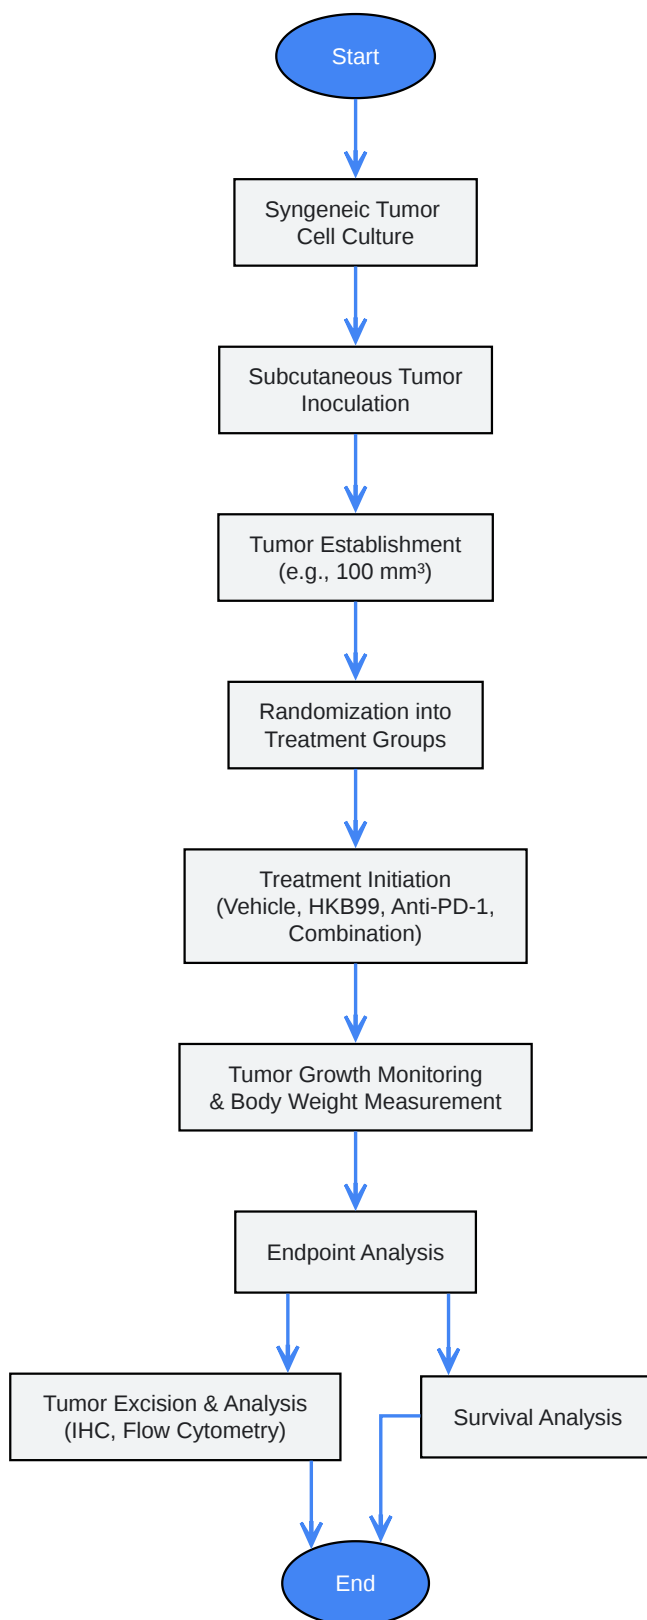 Start
Syngeneic Tumor
Cell Culture
Subcutaneous Tumor
Inoculation
Tumor Establishment
(e.g., 100 mm³)
Randomization into
Treatment Groups
Treatment Initiation
(Vehicle, HKB99, Anti-PD-1,
Combination)
Tumor Growth Monitoring
& Body Weight Measurement
Endpoint Analysis
Tumor Excision & Analysis
(IHC, Flow Cytometry)
Survival Analysis
End